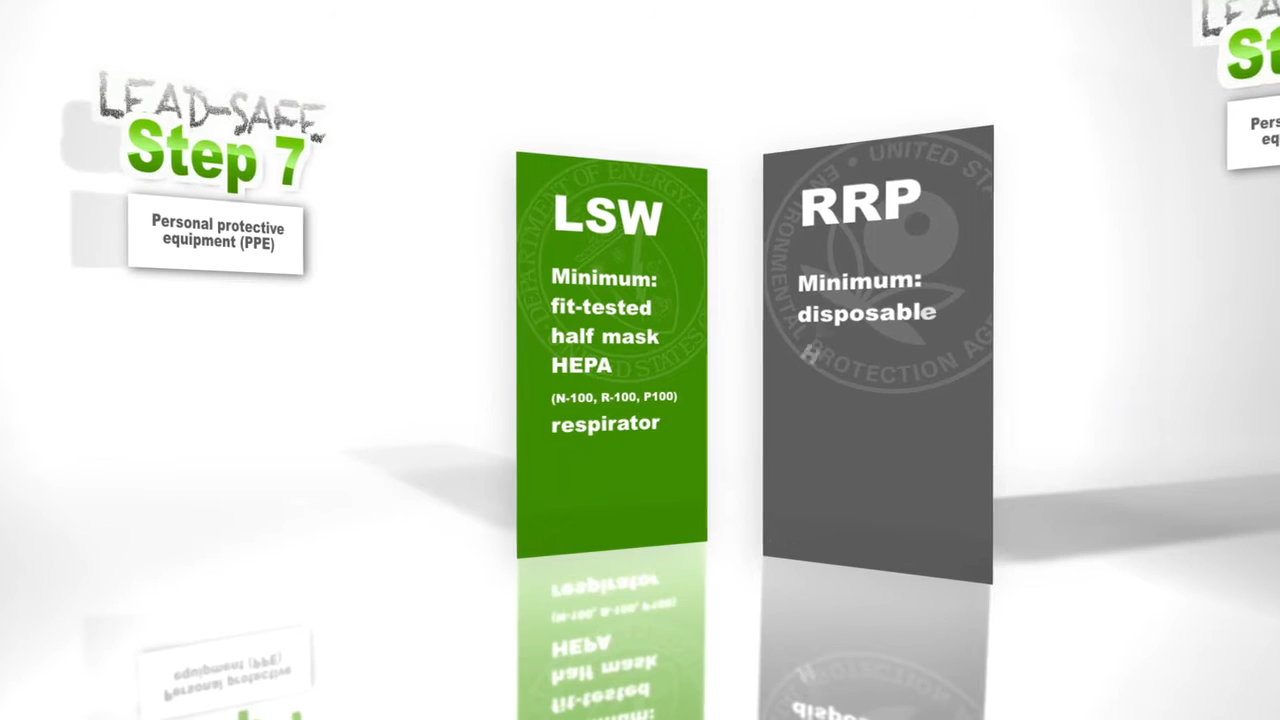 LEAD-SAFE
Step 7
Personal protective
equipment (PPE)
LSW
Minimum:
fit-tested
half mask
HEPA
(N-100, R-100, P100)
respirator
RRP
Minimum:
disposable
H